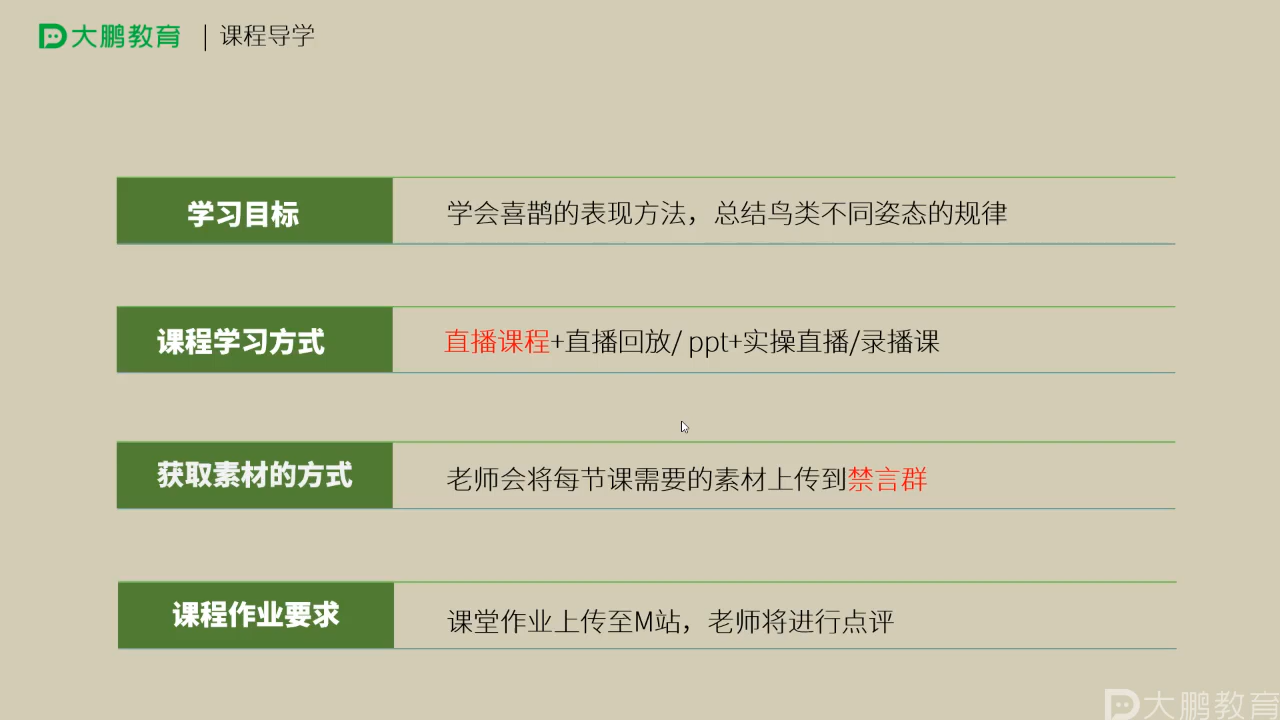 大鹏教育 | 课程导学
学习目标
学会喜鹊的表现方法，总结鸟类不同姿态的规律
课程学习方式
直播课程+直播回放/ ppt+实操直播/录播课
获取素材的方式
老师会将每节课需要的素材上传到禁言群
课程作业要求
课堂作业上传至M站，老师将进行点评
大鹏教育